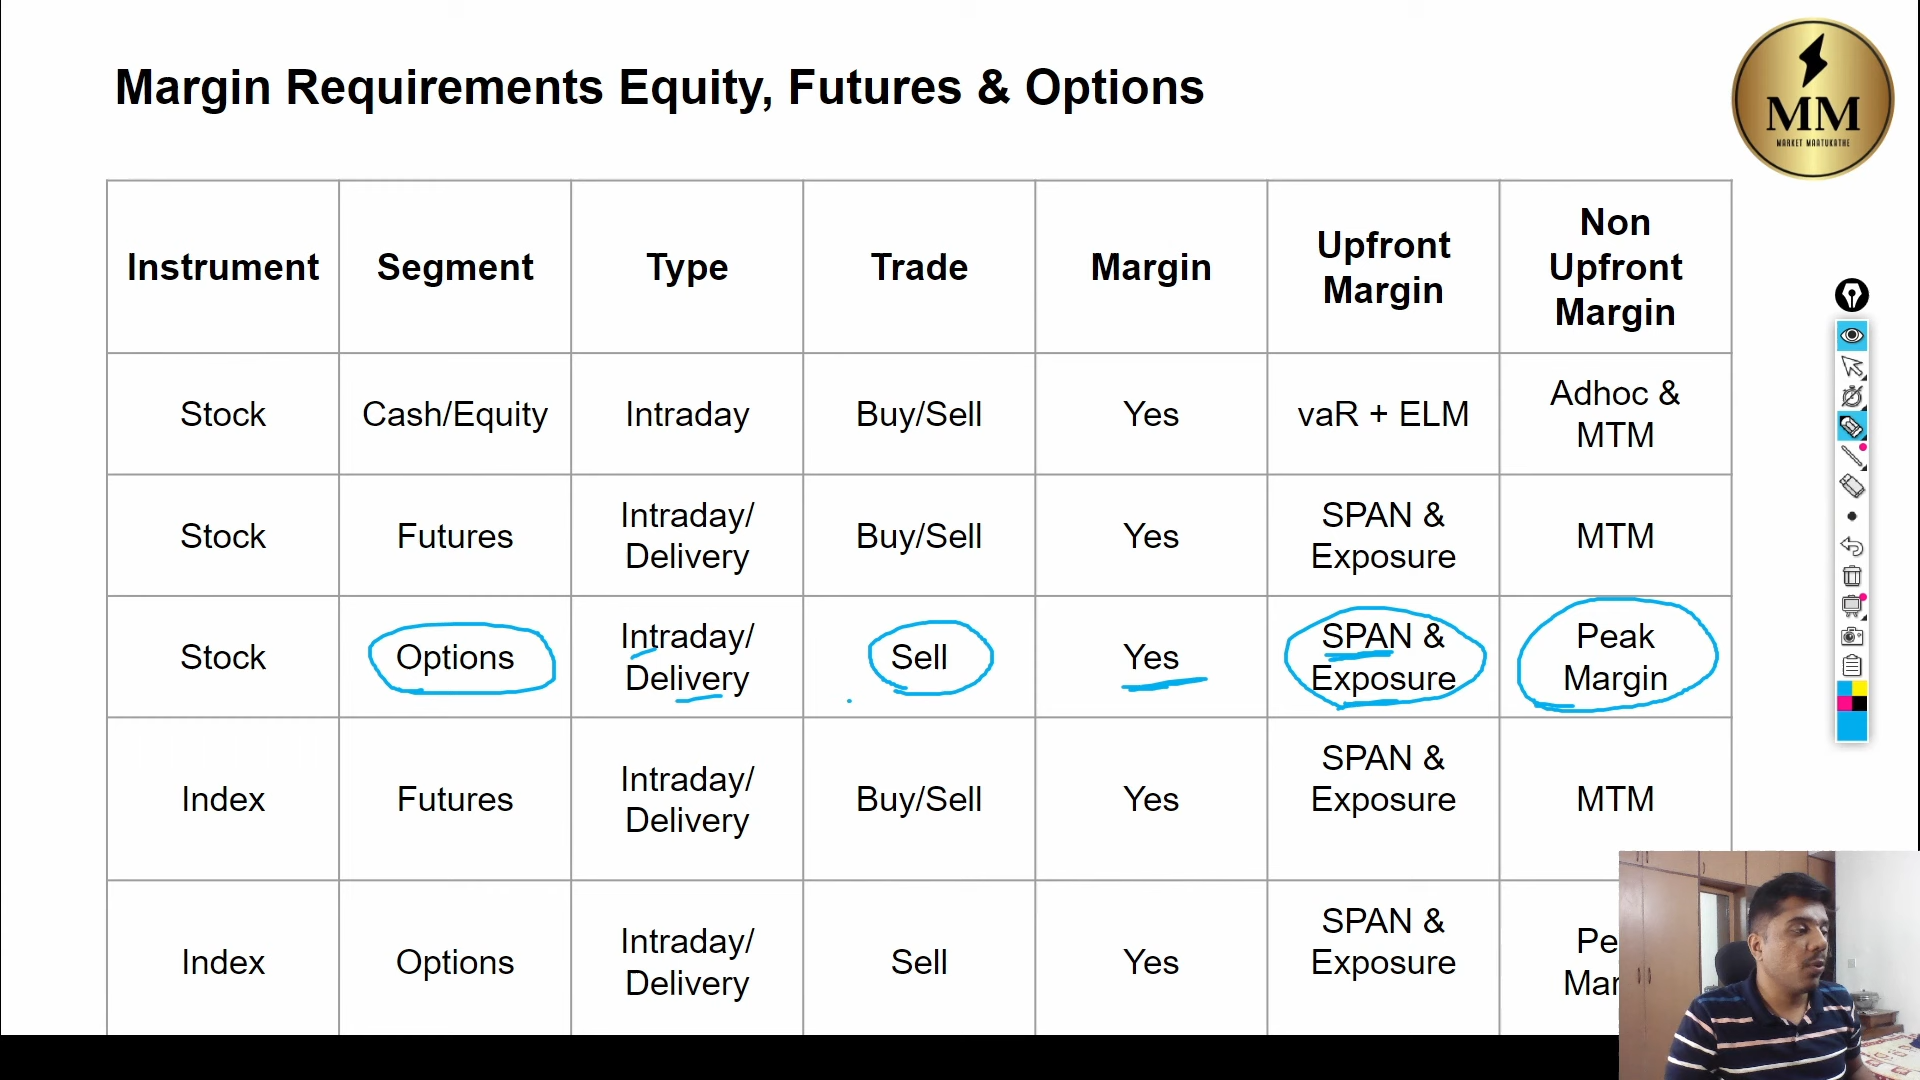 Margin Requirements Equity, Futures & Options
MM
MARKET MAATUKATHE
Instrument
Segment
Type
Trade
Margin
Upfront
Margin
Non
Upfront
Margin
Stock
Cash/Equity
Intraday
Buy/Sell
Yes
vaR + ELM
Adhoc &
MTM
Stock
Futures
Intraday/
Delivery
Buy/Sell
Yes
SPAN &
Exposure
MTM
Stock
Options
Intraday/
Delivery
Sell
Yes
SPAN &
Exposure
Peak
Margin
Index
Futures
Intraday/
Delivery
Buy/Sell
Yes
SPAN &
Exposure
MTM
Index
Options
Intraday/
Delivery
Sell
Yes
SPAN &
Exposure